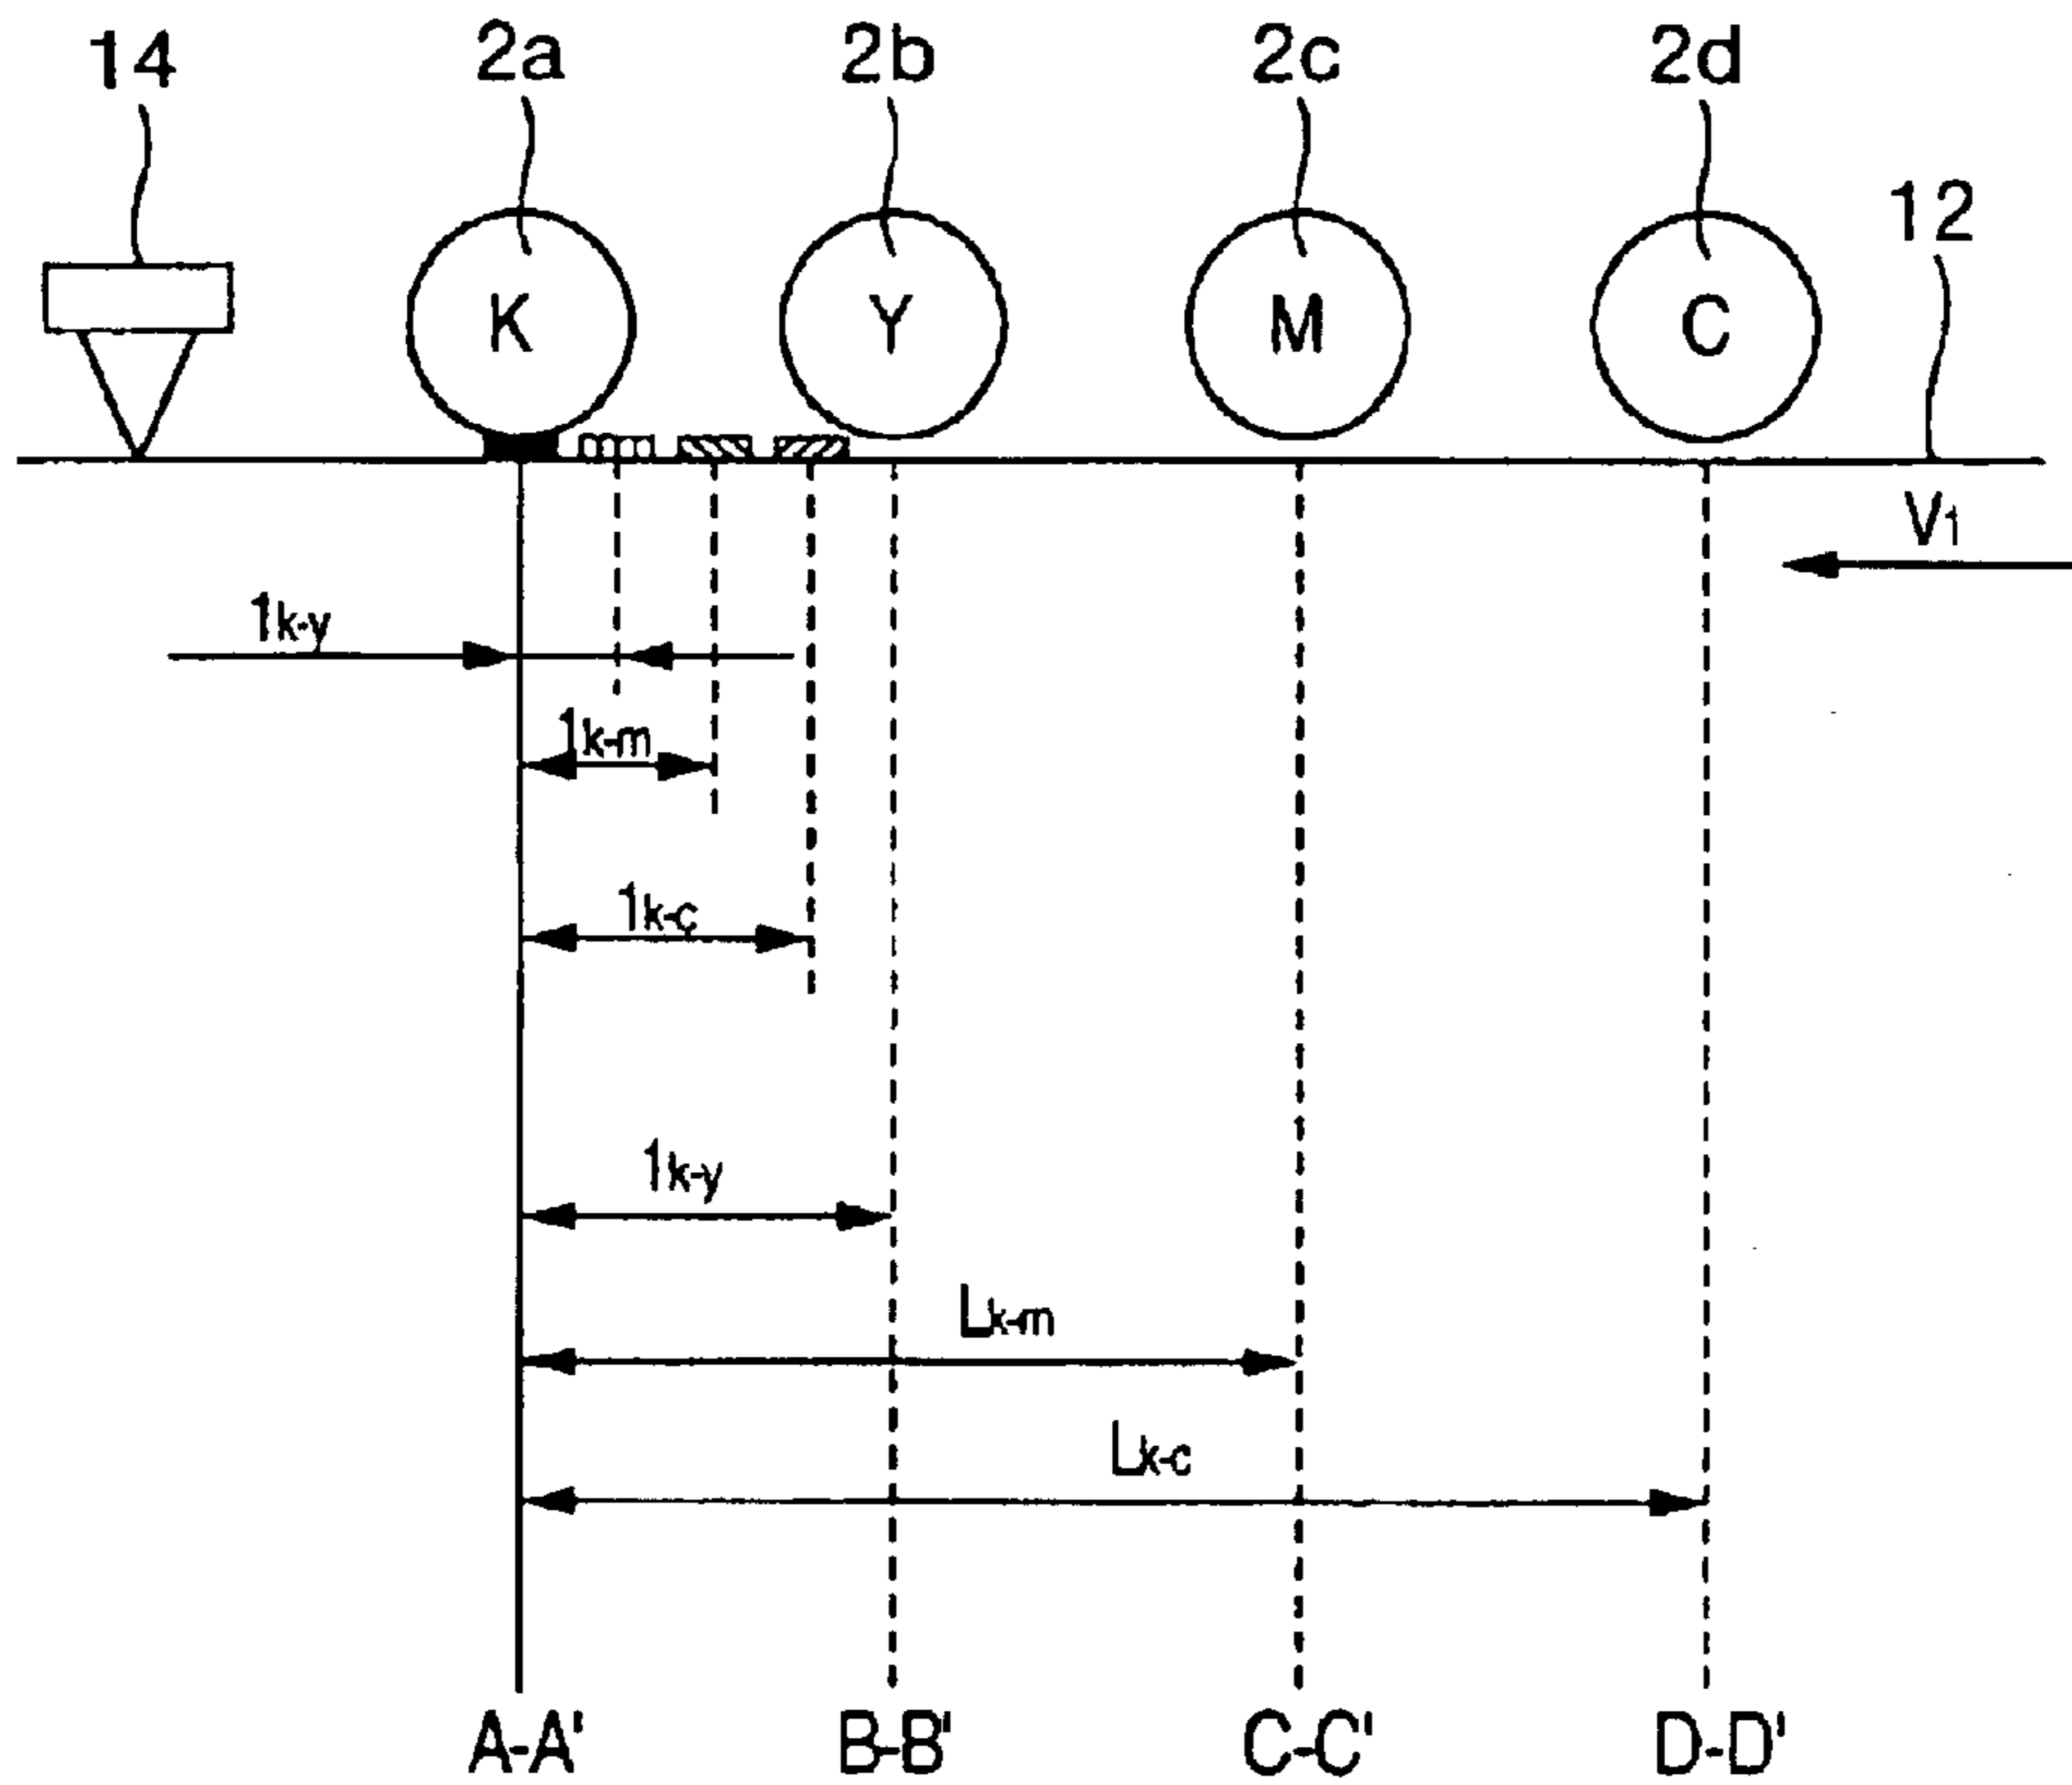 14 2a 2b 2c 2d
12
K Y M C
V1
1k-y
1k-m
1k-c
1k-y
Lk-m
Lk-c
A-A' B-B' C-C' D-D'